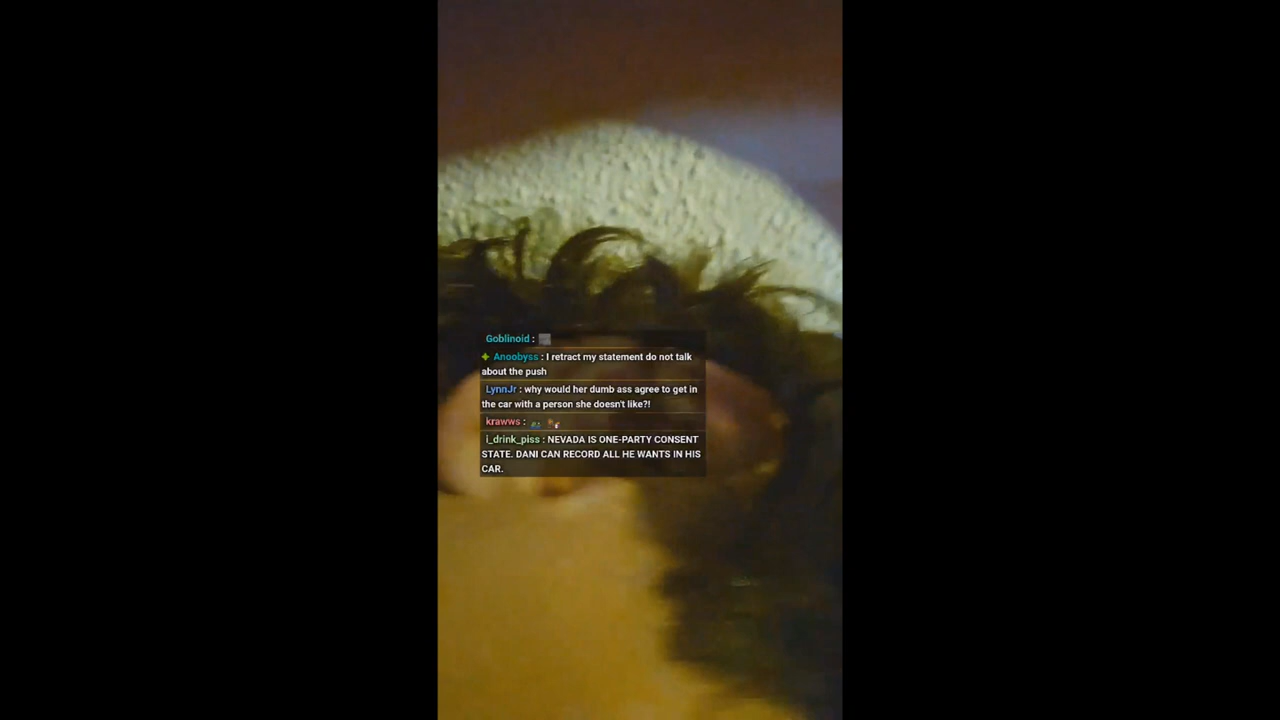 Goblinoid :
Anoobyss : I retract my statement do not talk
about the push
LynnJr : why would her dumb ass agree to get in
the car with a person she doesn't like?!
krawws :
i_drink_piss : NEVADA IS ONE-PARTY CONSENT
STATE. DANI CAN RECORD ALL HE WANTS IN HIS
CAR.